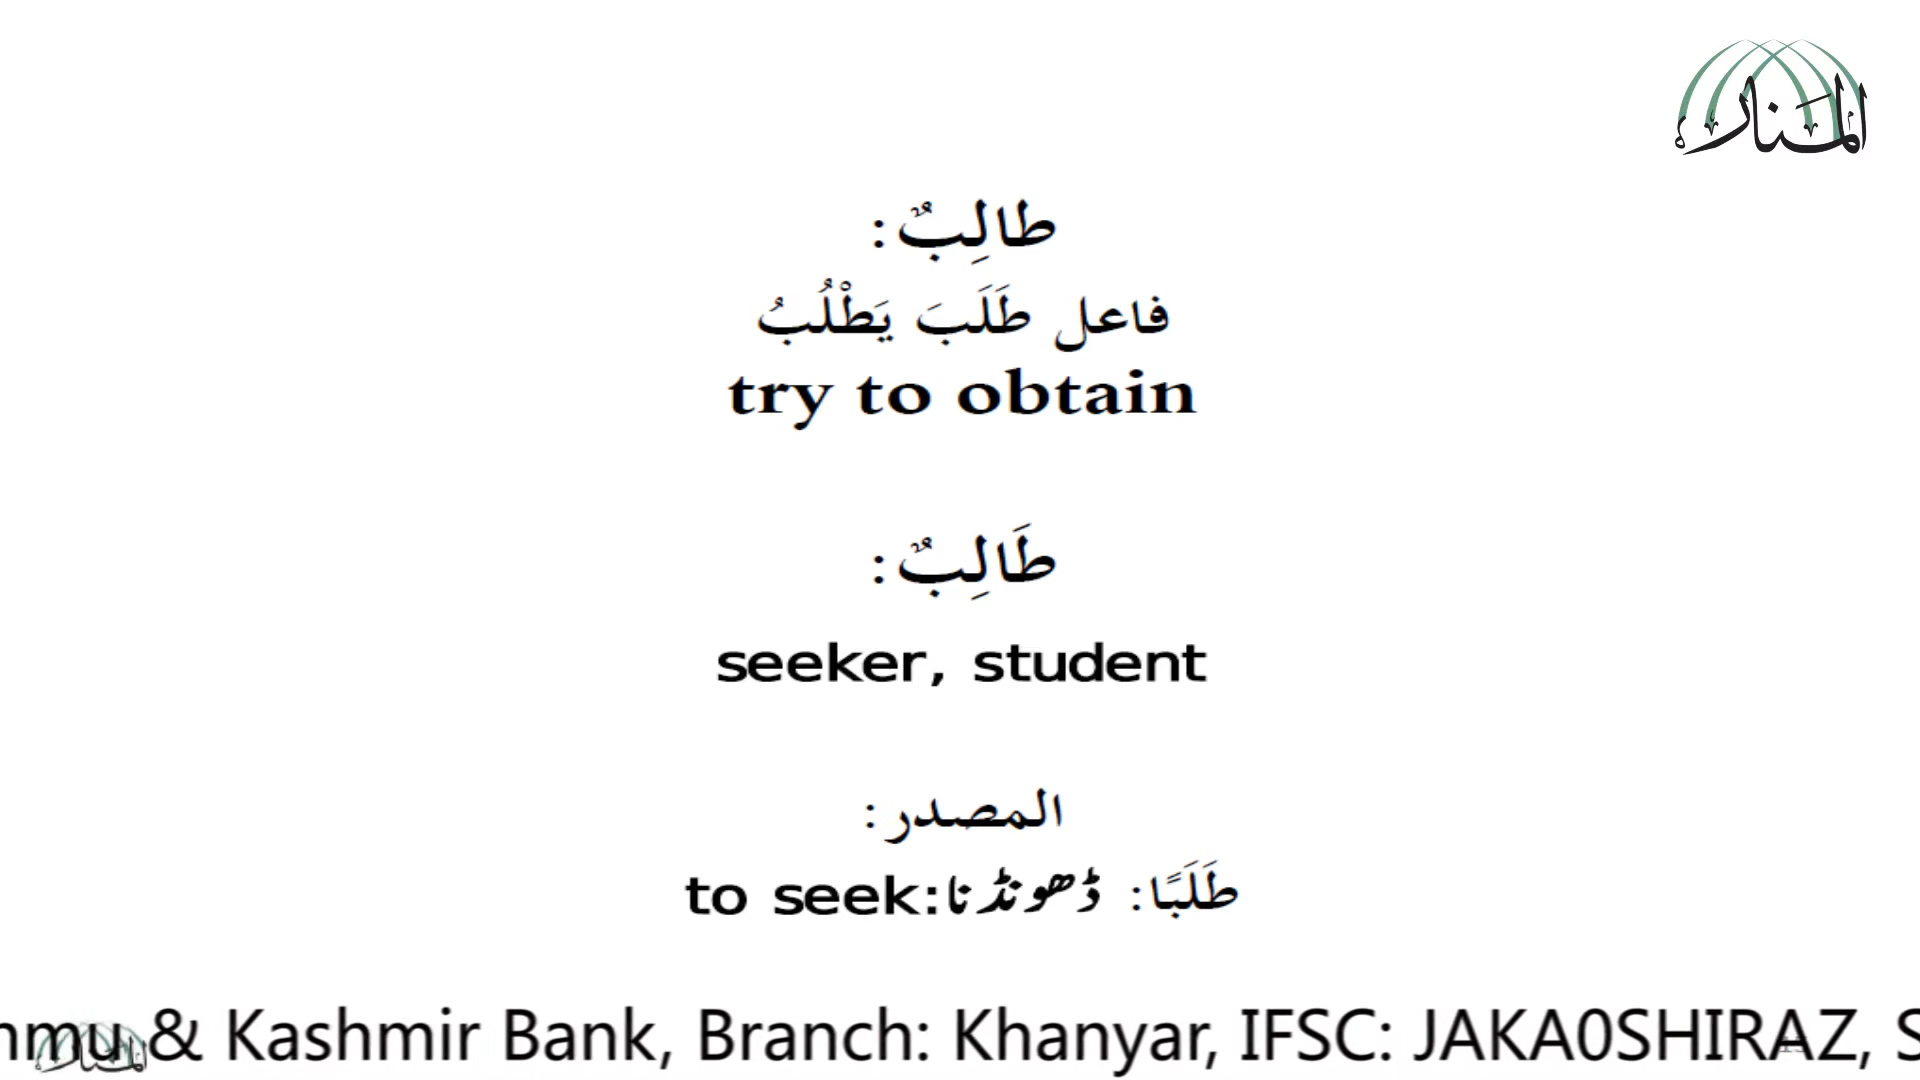 المَنار
طالِبٌ:
فاعل طَلَبَ يَطْلُبُ
try to obtain
طَالِبٌ:
seeker, student
المصدر:
طَلَبًا: ڈھونڈنا:to seek
& Kashmir Bank, Branch: Khanyar, IFSC: JAKA0SHIRAZ, S